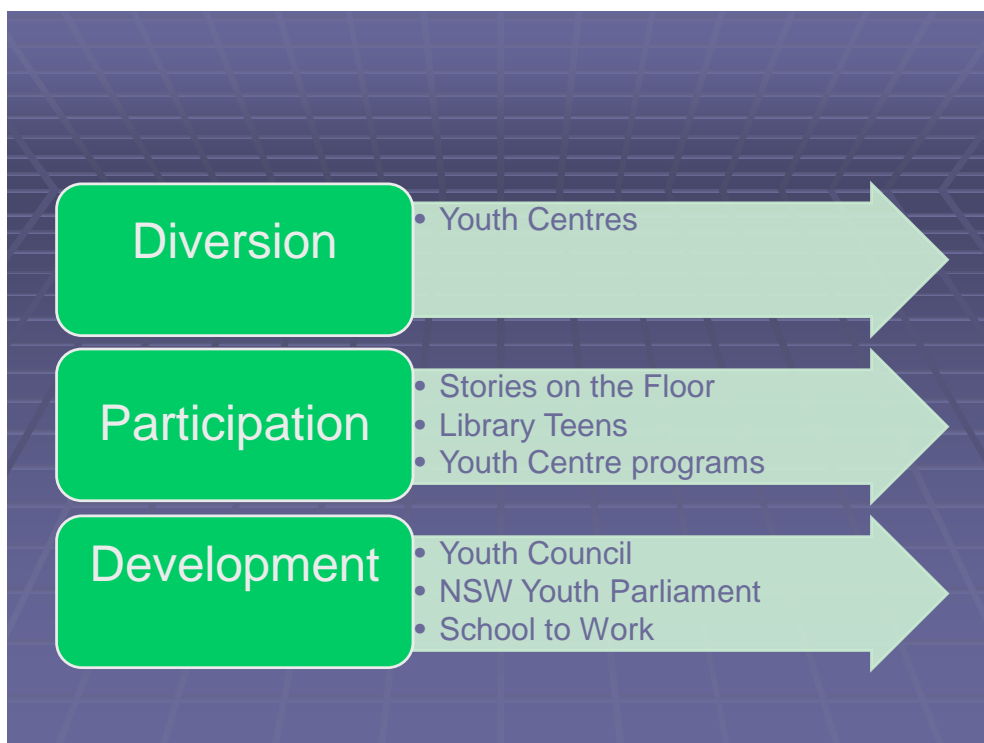 Diversion
• Youth Centres
Participation
• Stories on the Floor
• Library Teens
• Youth Centre programs
Development
• Youth Council
• NSW Youth Parliament
• School to Work